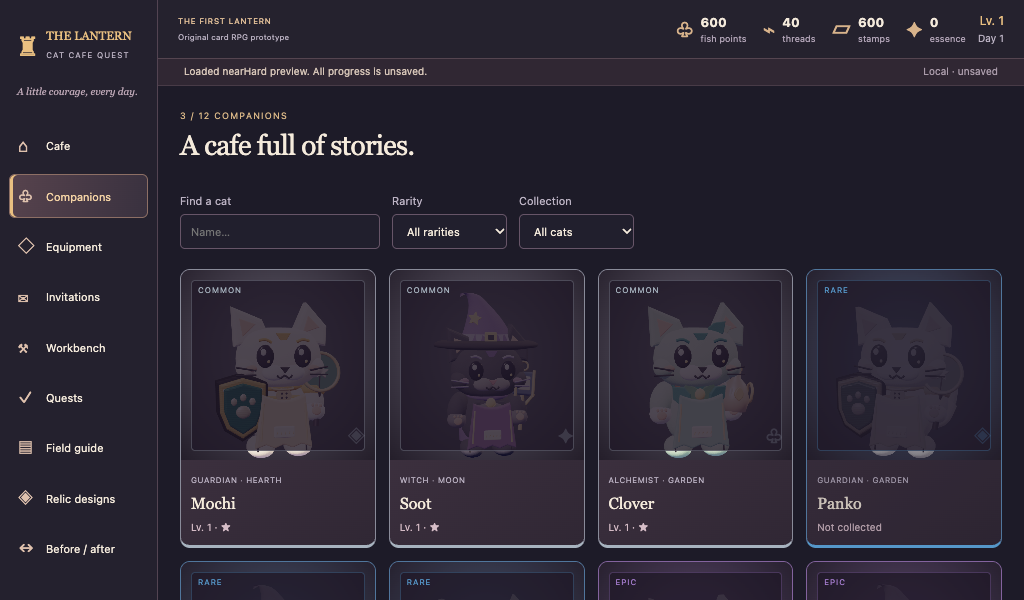 THE LANTERN
CAT CAFE QUEST
A little courage, every day.
Cafe
Companions
Equipment
Invitations
Workbench
Quests
Field guide
Relic designs
Before / after
THE FIRST LANTERN
Original card RPG prototype
600
fish points
40
threads
600
stamps
0
essence
Lv. 1
Day 1
Loaded nearHard preview. All progress is unsaved.
Local · unsaved
3 / 12 COMPANIONS
A cafe full of stories.
Find a cat
Name...
Rarity
All rarities
Collection
All cats
COMMON
GUARDIAN · HEARTH
Mochi
Lv. 1 · ★
COMMON
WITCH · MOON
Soot
Lv. 1 · ★
COMMON
ALCHEMIST · GARDEN
Clover
Lv. 1 · ★
RARE
GUARDIAN · GARDEN
Panko
Not collected
RARE
RARE
EPIC
EPIC